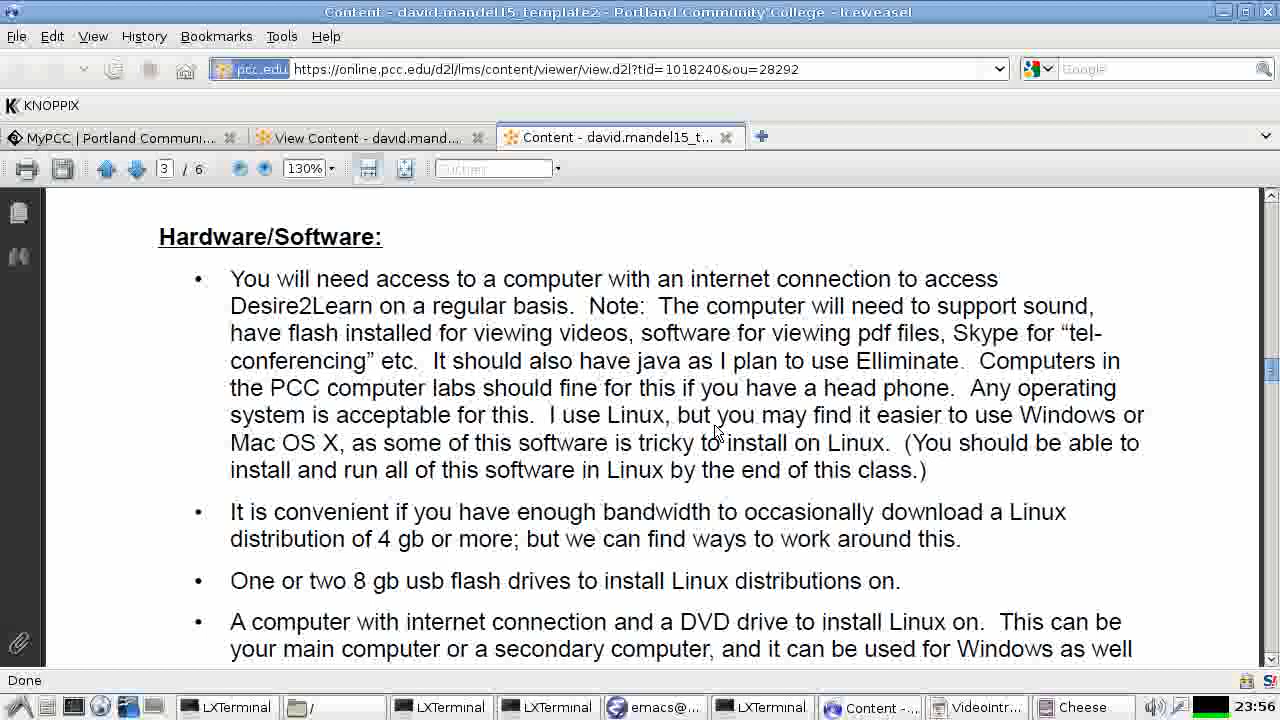 Content - david.mandel15_template2 - Portland Community College - Iceweasel
File Edit View History Bookmarks Tools Help
pcc.edu https://online.pcc.edu/d2l/lms/content/viewer/view.d2l?tId=1018240&ou=28292 Google
KNOPPIX
MyPCC | Portland Communi... View Content - david.mand... Content - david.mandel15_t...
3 / 6 130% Suchen
Hardware/Software:
• You will need access to a computer with an internet connection to access
Desire2Learn on a regular basis. Note: The computer will need to support sound,
have flash installed for viewing videos, software for viewing pdf files, Skype for “tel-
conferencing” etc. It should also have java as I plan to use Elliminate. Computers in
the PCC computer labs should fine for this if you have a head phone. Any operating
system is acceptable for this. I use Linux, but you may find it easier to use Windows or
Mac OS X, as some of this software is tricky to install on Linux. (You should be able to
install and run all of this software in Linux by the end of this class.)
• It is convenient if you have enough bandwidth to occasionally download a Linux
distribution of 4 gb or more; but we can find ways to work around this.
• One or two 8 gb usb flash drives to install Linux distributions on.
• A computer with internet connection and a DVD drive to install Linux on. This can be
your main computer or a secondary computer, and it can be used for Windows as well
Done
LXTerminal / LXTerminal LXTerminal emacs@... LXTerminal Content -... VideoIntr... Cheese 23:56